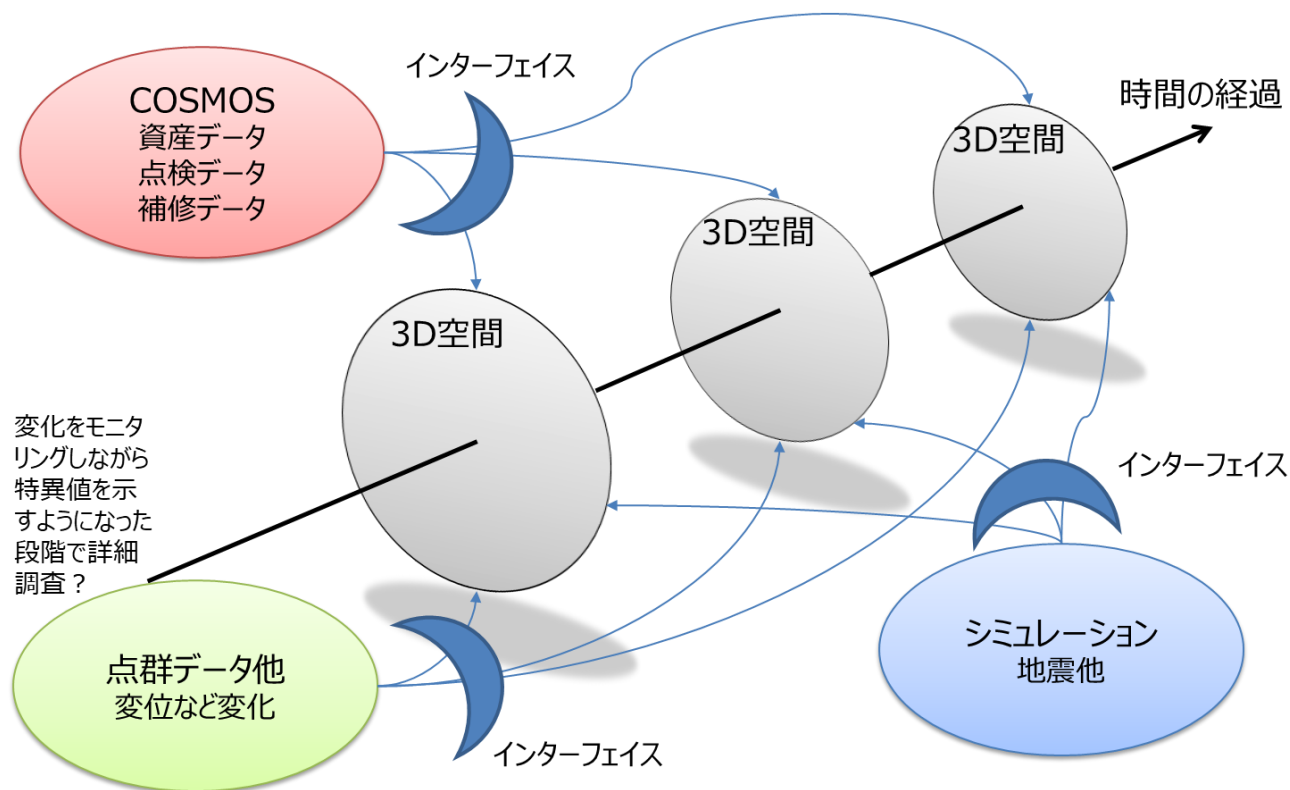 インターフェイス
COSMOS
資産データ
点検データ
補修データ
時間の経過
3D空間
3D空間
3D空間
変化をモニタ
リングしながら
特異値を示
すようになった
段階で詳細
調査？
インターフェイス
点群データ他
変位など変化
シミュレーション
地震他
インターフェイス